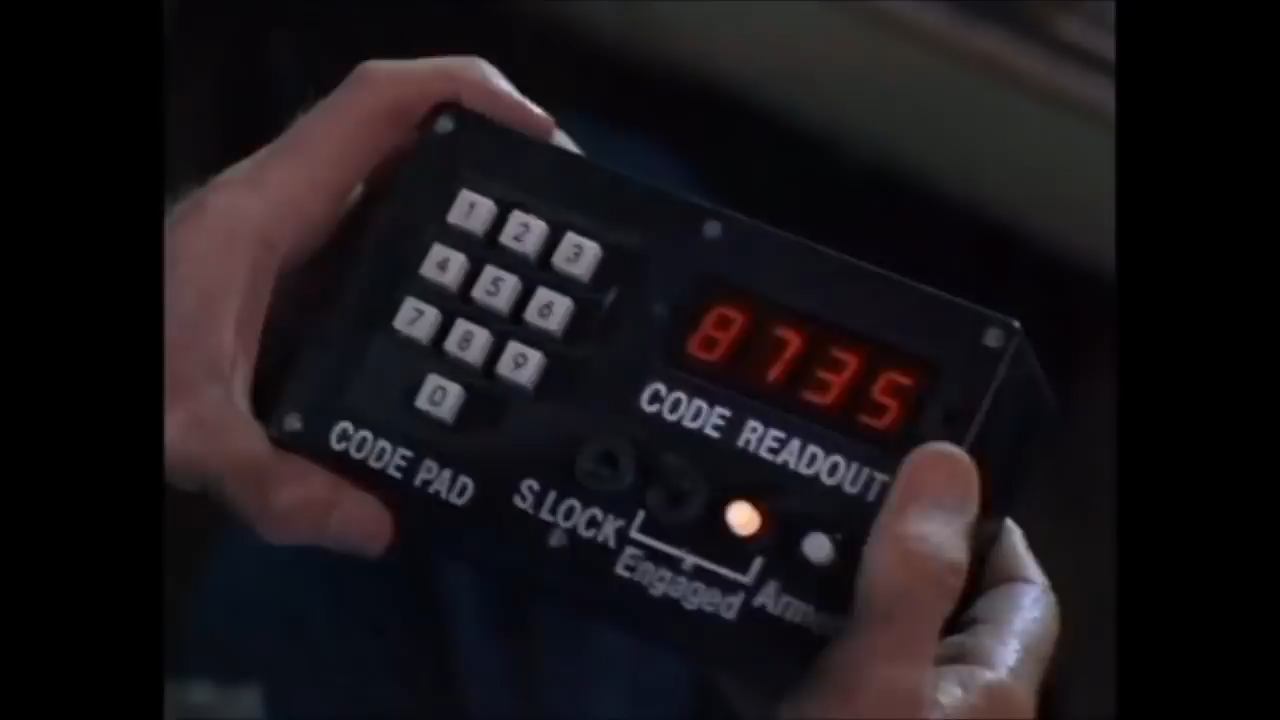 1 2 3
4 5 6
7 8 9
0
8735
CODE READOUT
CODE PAD
S.LOCK
Engaged